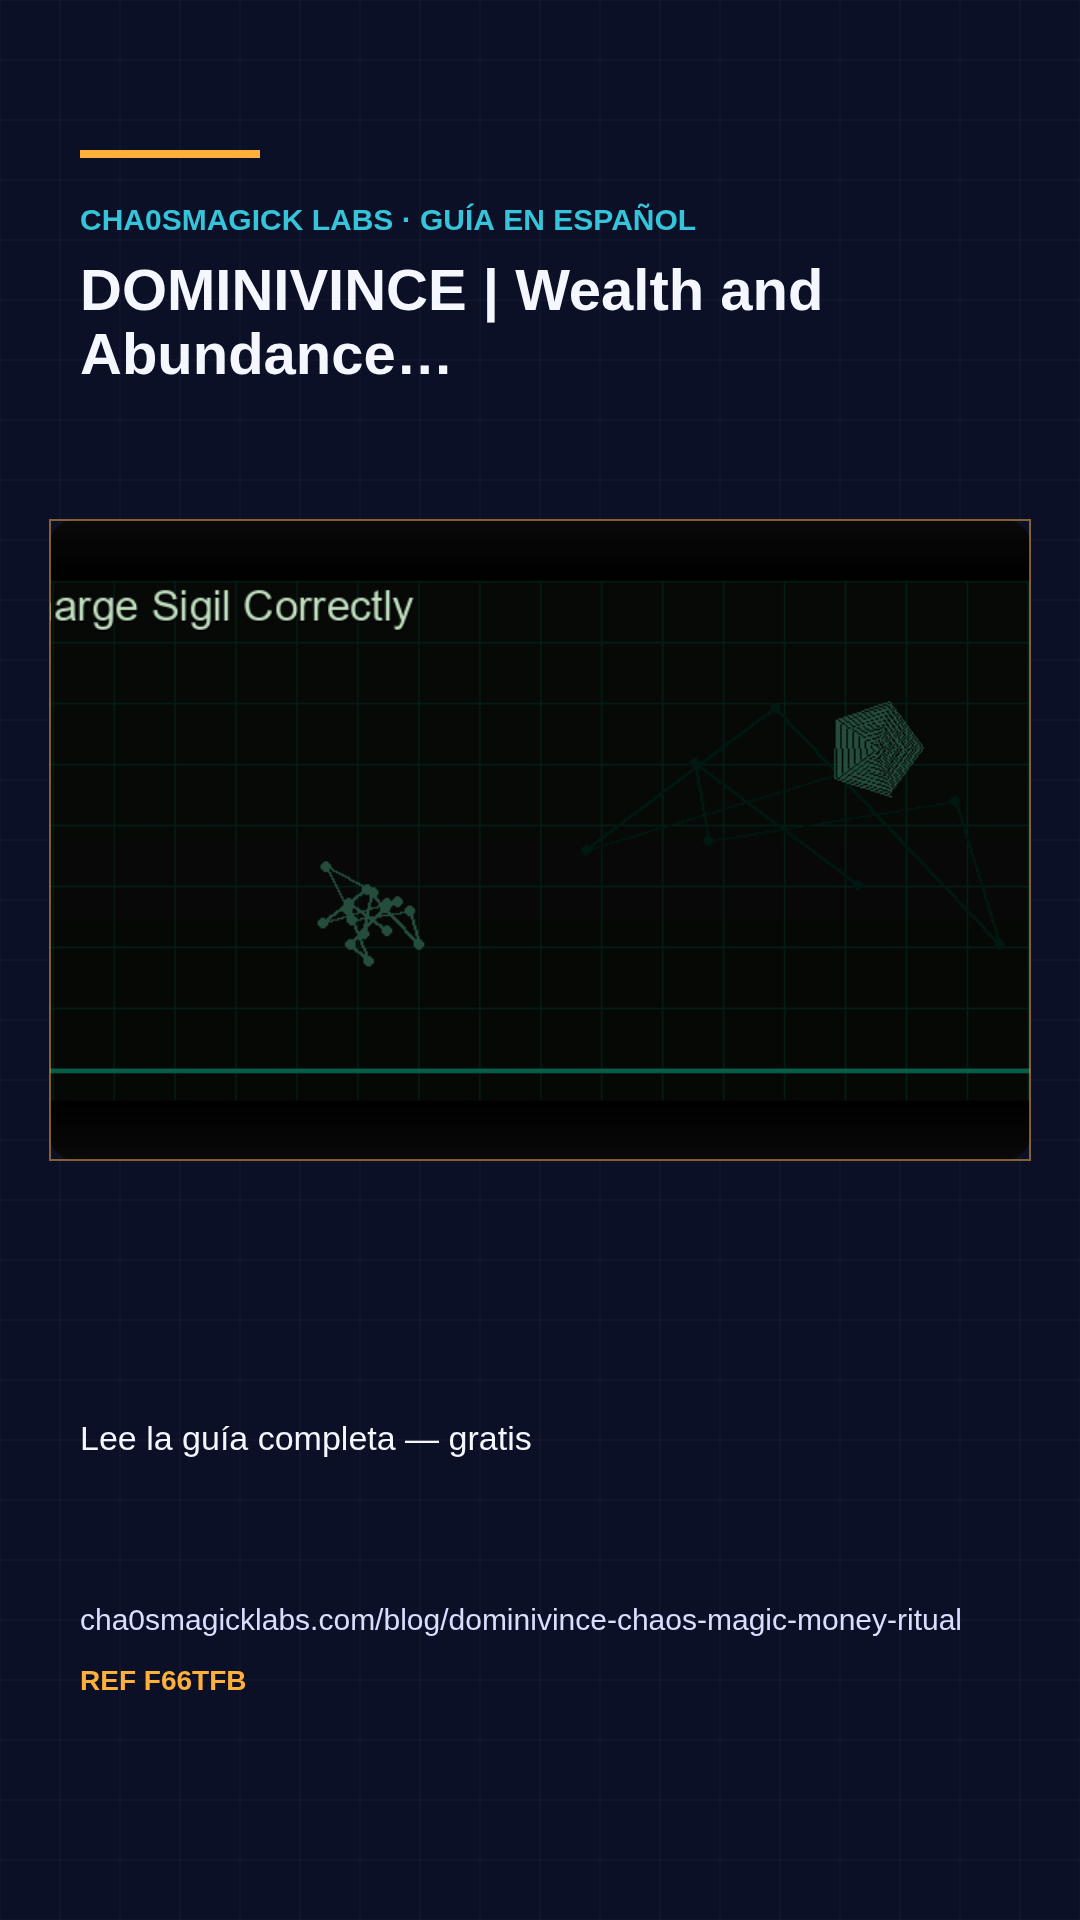 CHA0SMAGICK LABS · GUÍA EN ESPAÑOL
DOMINIVINCE | Wealth and
Abundance…
arge Sigil Correctly
Lee la guía completa — gratis
cha0smagicklabs.com/blog/dominivince-chaos-magic-money-ritual
REF F66TFB